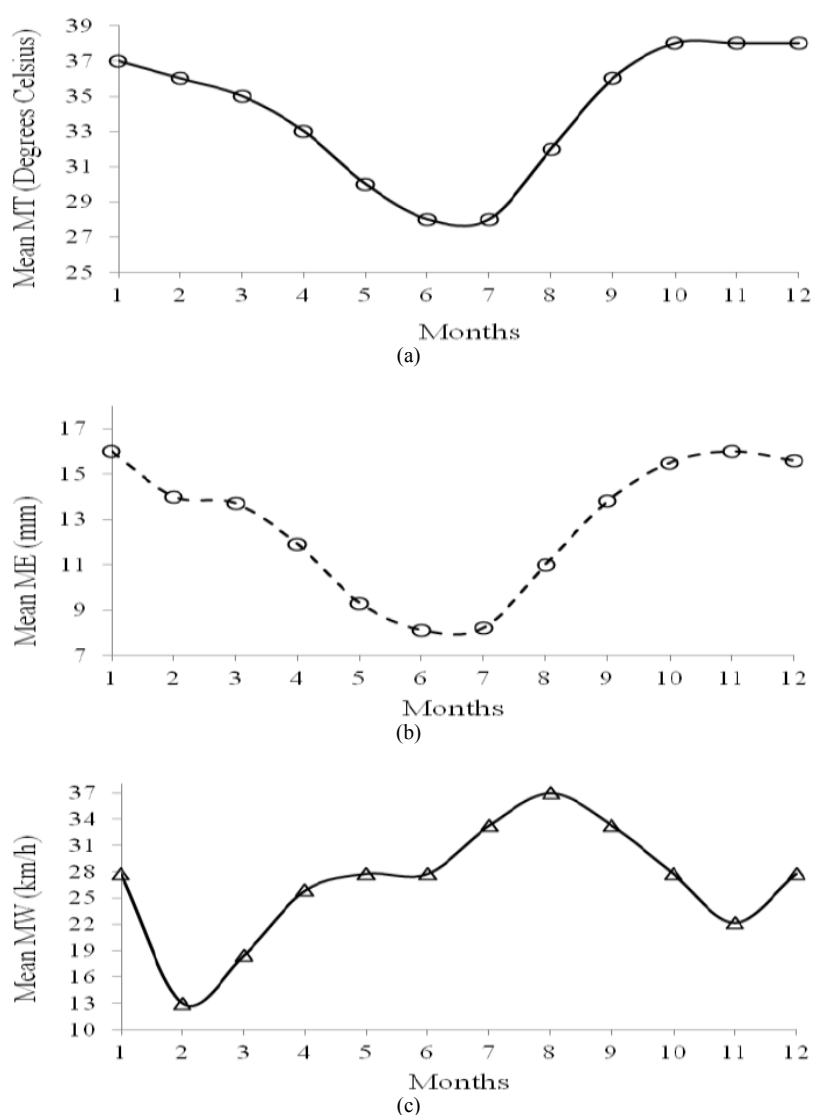 Mean MT (Degrees Celsius)
39
37
35
33
31
29
27
25
1 2 3 4 5 6 7 8 9 10 11 12
Months
(a)
Mean ME (mm)
17
15
13
11
9
7
1 2 3 4 5 6 7 8 9 10 11 12
Months
(b)
Mean MW (km/h)
37
34
31
28
25
22
19
16
13
10
1 2 3 4 5 6 7 8 9 10 11 12
Months
(c)